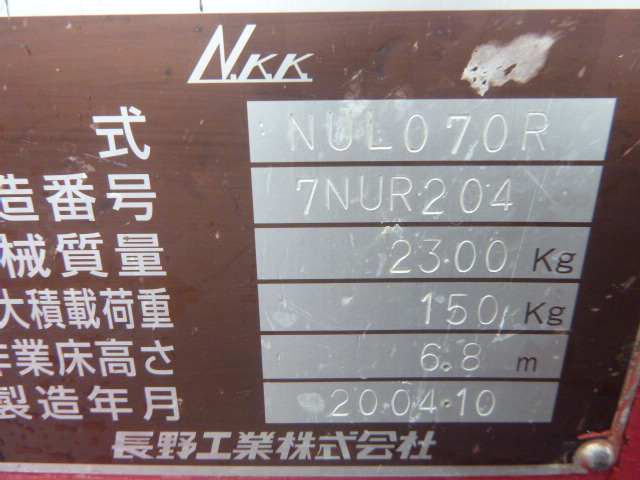 N.K.K.
式 NUL070R
造番号 7NUR204
械質量 2300 Kg
大積載荷重 150 Kg
業床高さ 6.8 m
製造年月 2004.10
長野工業株式会社